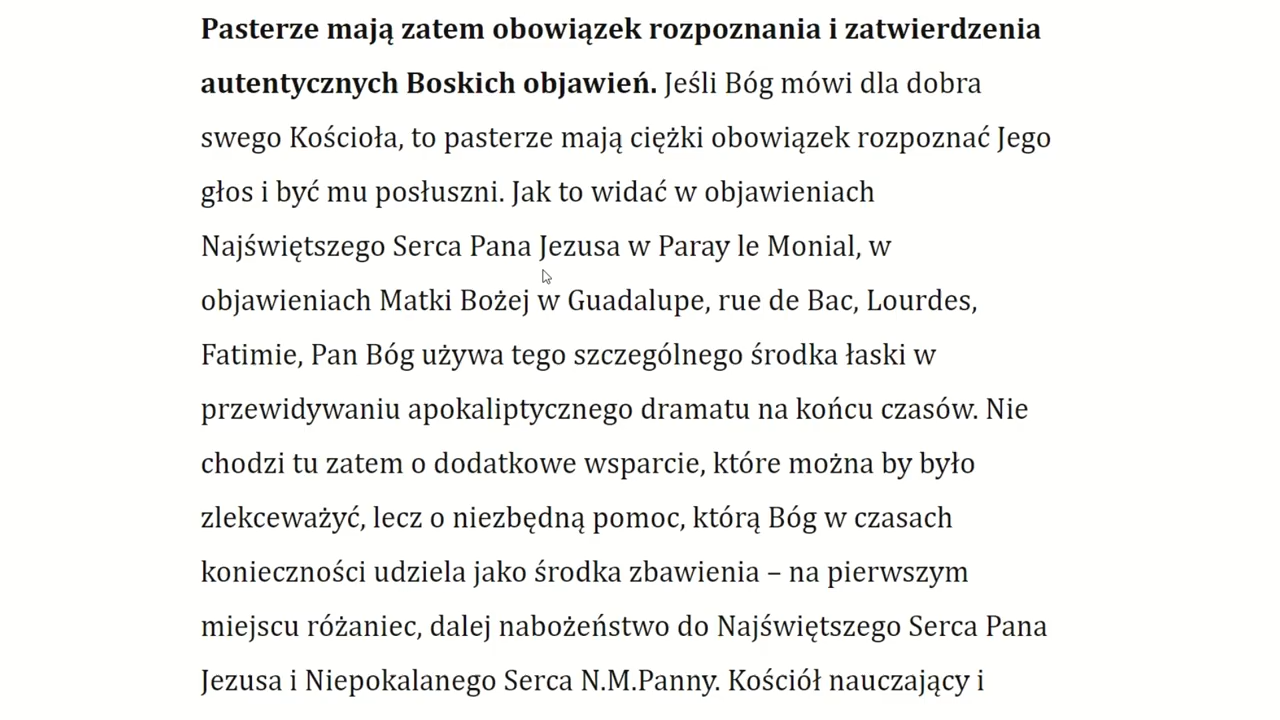 Pasterze mają zatem obowiązek rozpoznania i zatwierdzenia
autentycznych Boskich objawień. Jeśli Bóg mówi dla dobra
swego Kościoła, to pasterze mają ciężki obowiązek rozpoznać Jego
głos i być mu posłuszni. Jak to widać w objawieniach
Najświętszego Serca Pana Jezusa w Paray le Monial, w
objawieniach Matki Bożej w Guadalupe, rue de Bac, Lourdes,
Fatimie, Pan Bóg używa tego szczególnego środka łaski w
przewidywaniu apokaliptycznego dramatu na końcu czasów. Nie
chodzi tu zatem o dodatkowe wsparcie, które można by było
zlekceważyć, lecz o niezbędną pomoc, którą Bóg w czasach
konieczności udziela jako środka zbawienia – na pierwszym
miejscu różaniec, dalej nabożeństwo do Najświętszego Serca Pana
Jezusa i Niepokalanego Serca N.M.Panny. Kościół nauczający i